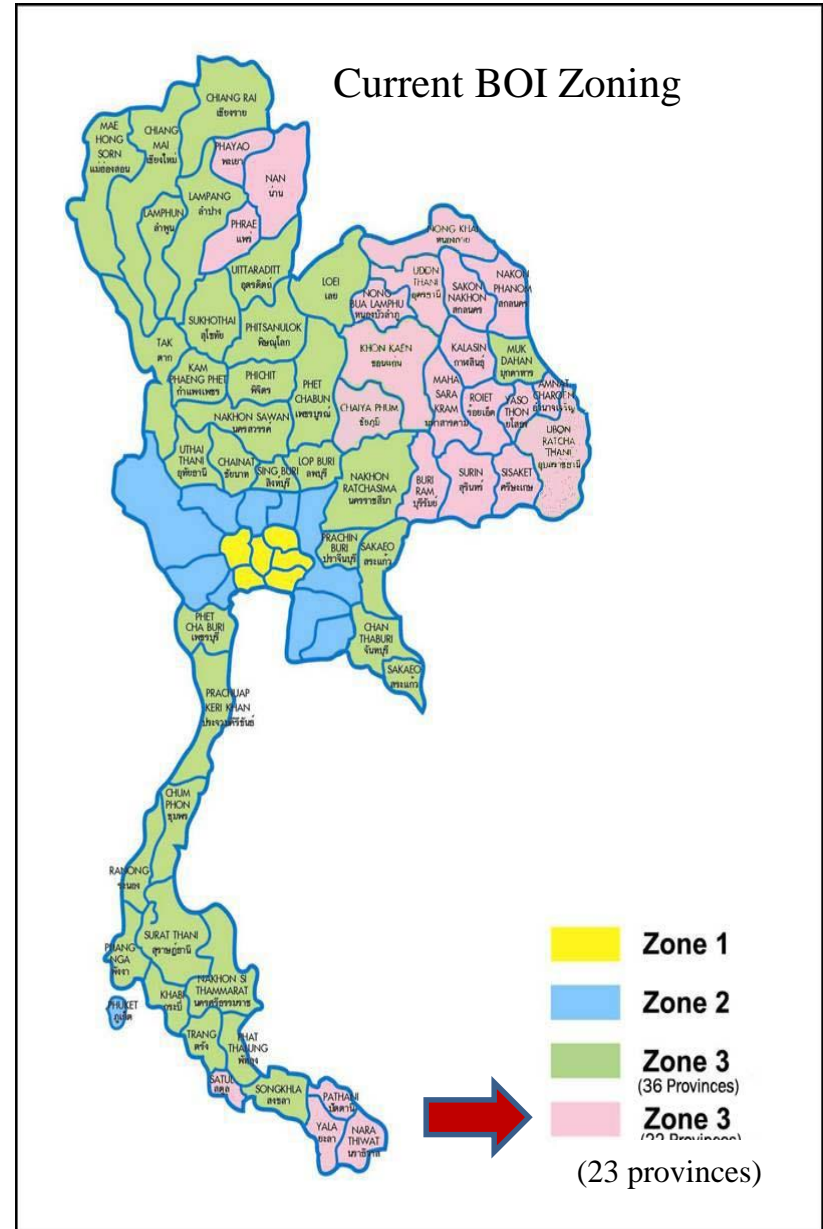 Current BOI Zoning
CHIANG RAI
เชียงราย
MAE
HONG
SORN
แม่ฮ่องสอน
CHIANG
MAI
เชียงใหม่
PHAYAO
พะเยา
NAN
น่าน
LAMPANG
ลำปาง
LAMPHUN
ลำพูน
PHRAE
แพร่
UITTARADITT
อุตรดิตถ์
LOEI
เลย
NONG KHAI
หนองคาย
UDON
THANI
อุดรธานี
NONG
BUA LAMPHU
หนองบัวลำภู
SAKON
NAKHON
สกลนคร
NAKON
PHANOM
สกลนคร
SUKHOTHAI
สุโขทัย
PHITSANULOK
พิษณุโลก
TAK
ตาก
KAM
PHAENG PHET
กำแพงเพชร
PHICHIT
พิจิตร
PHET
CHABUN
เพชรบูรณ์
KHON KAEN
ขอนแก่น
KALASIN
กาฬสินธุ์
MUK
DAHAN
มุกดาหาร
MAHA
SARA
KRAM
มหาสารคาม
ROIET
ร้อยเอ็ด
YASO
THON
ยโสธร
AMNAT
CHAROEN
อำนาจเจริญ
UBON
RATCHA
THANI
อุบลราชธานี
NAKHON SAWAN
นครสวรรค์
CHAIYA PHUM
ชัยภูมิ
UTHAI
THANI
อุทัยธานี
CHAINAT
ชัยนาท
SING BURI
สิงห์บุรี
LOP BURI
ลพบุรี
NAKHON
RATCHASIMA
นครราชสีมา
BURI
RAM
บุรีรัมย์
SURIN
สุรินทร์
SISAKET
ศรีษะเกษ
PRACHIN
BURI
ปราจีนบุรี
SAKAEO
สระแก้ว
PHET
CHA BURI
เพชรบุรี
CHAN
THABURI
จันทบุรี
SAKAEO
สระแก้ว
PRACHUAP
KERI KHAN
ประจวบคีรีขันธ์
CHUM
PHON
ชุมพร
RANONG
ระนอง
SURAT THANI
สุราษฎ์ธานี
PHANG
NGA
พังงา
NAKHON SI
THAMMARAT
นครศรีธรรมราช
KHABI
กระบี่
PHUKET
ภูเก็ต
TRANG
ตรัง
PHAT
THALUNG
พัทลุง
SATUL
สตูล
SONGKHLA
สงขลา
PATHANI
ปัตตานี
YALA
ยะลา
NARA
THIWAT
นราธิวาส
Zone 1
Zone 2
Zone 3
(36 Provinces)
Zone 3
(22 Provinces)
(23 provinces)